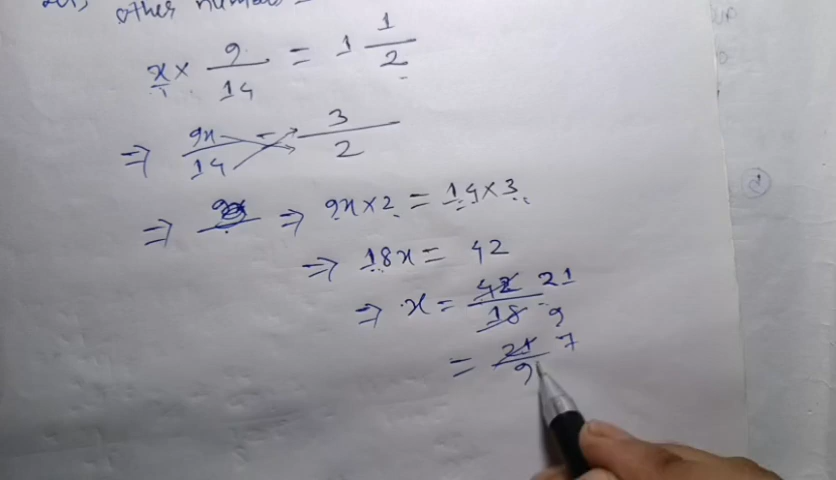 other number =
x × 9/14 = 1 1/2
⇒ 9x/14 = 3/2
⇒ ⇒ 9x × 2 = 14 × 3
⇒ 18x = 42
⇒ x = 42/18 21/9
= 21/9 7